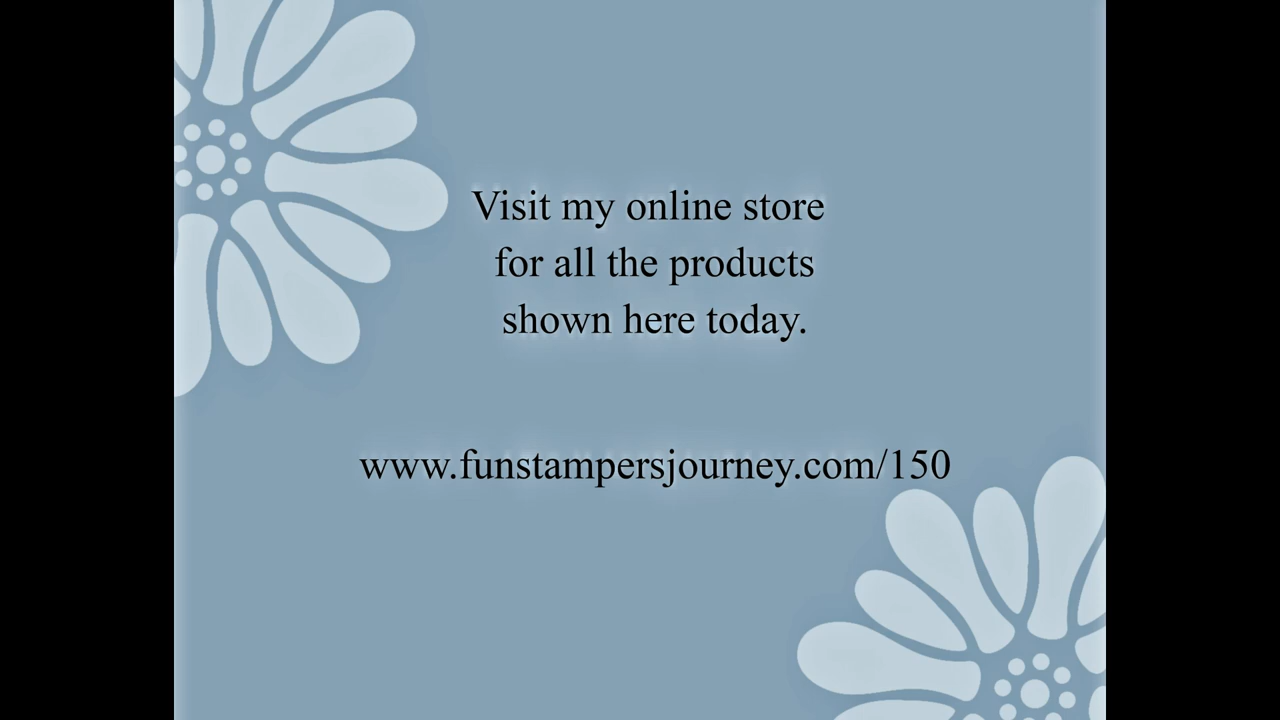 Visit my online store
for all the products
shown here today.
www.funstampersjourney.com/150